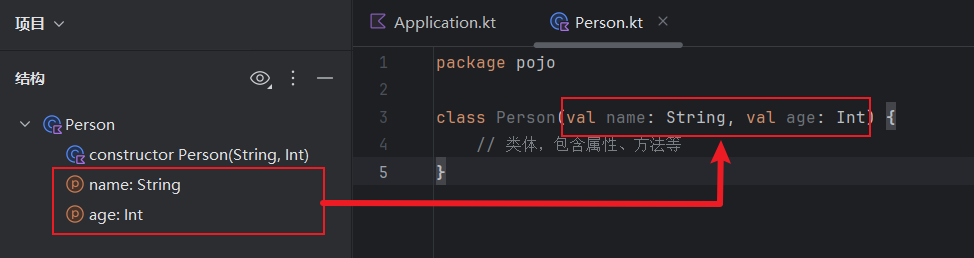 项目
结构
Person
constructor Person(String, Int)
name: String
age: Int
Application.kt
Person.kt
1 package pojo
2
3 class Person(val name: String, val age: Int) {
4 // 类体，包含属性、方法等
5 }